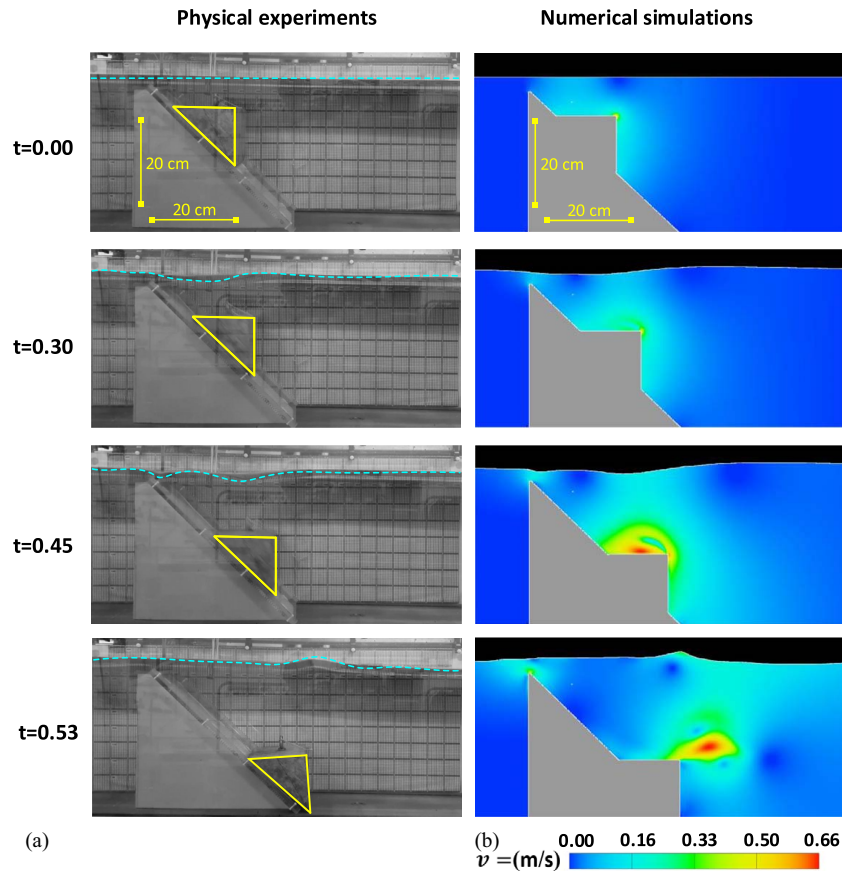 Physical experiments
Numerical simulations
t=0.00
20 cm
20 cm
20 cm
20 cm
t=0.30
t=0.45
t=0.53
(a)
(b)
0.00 0.16 0.33 0.50 0.66
v =(m/s)